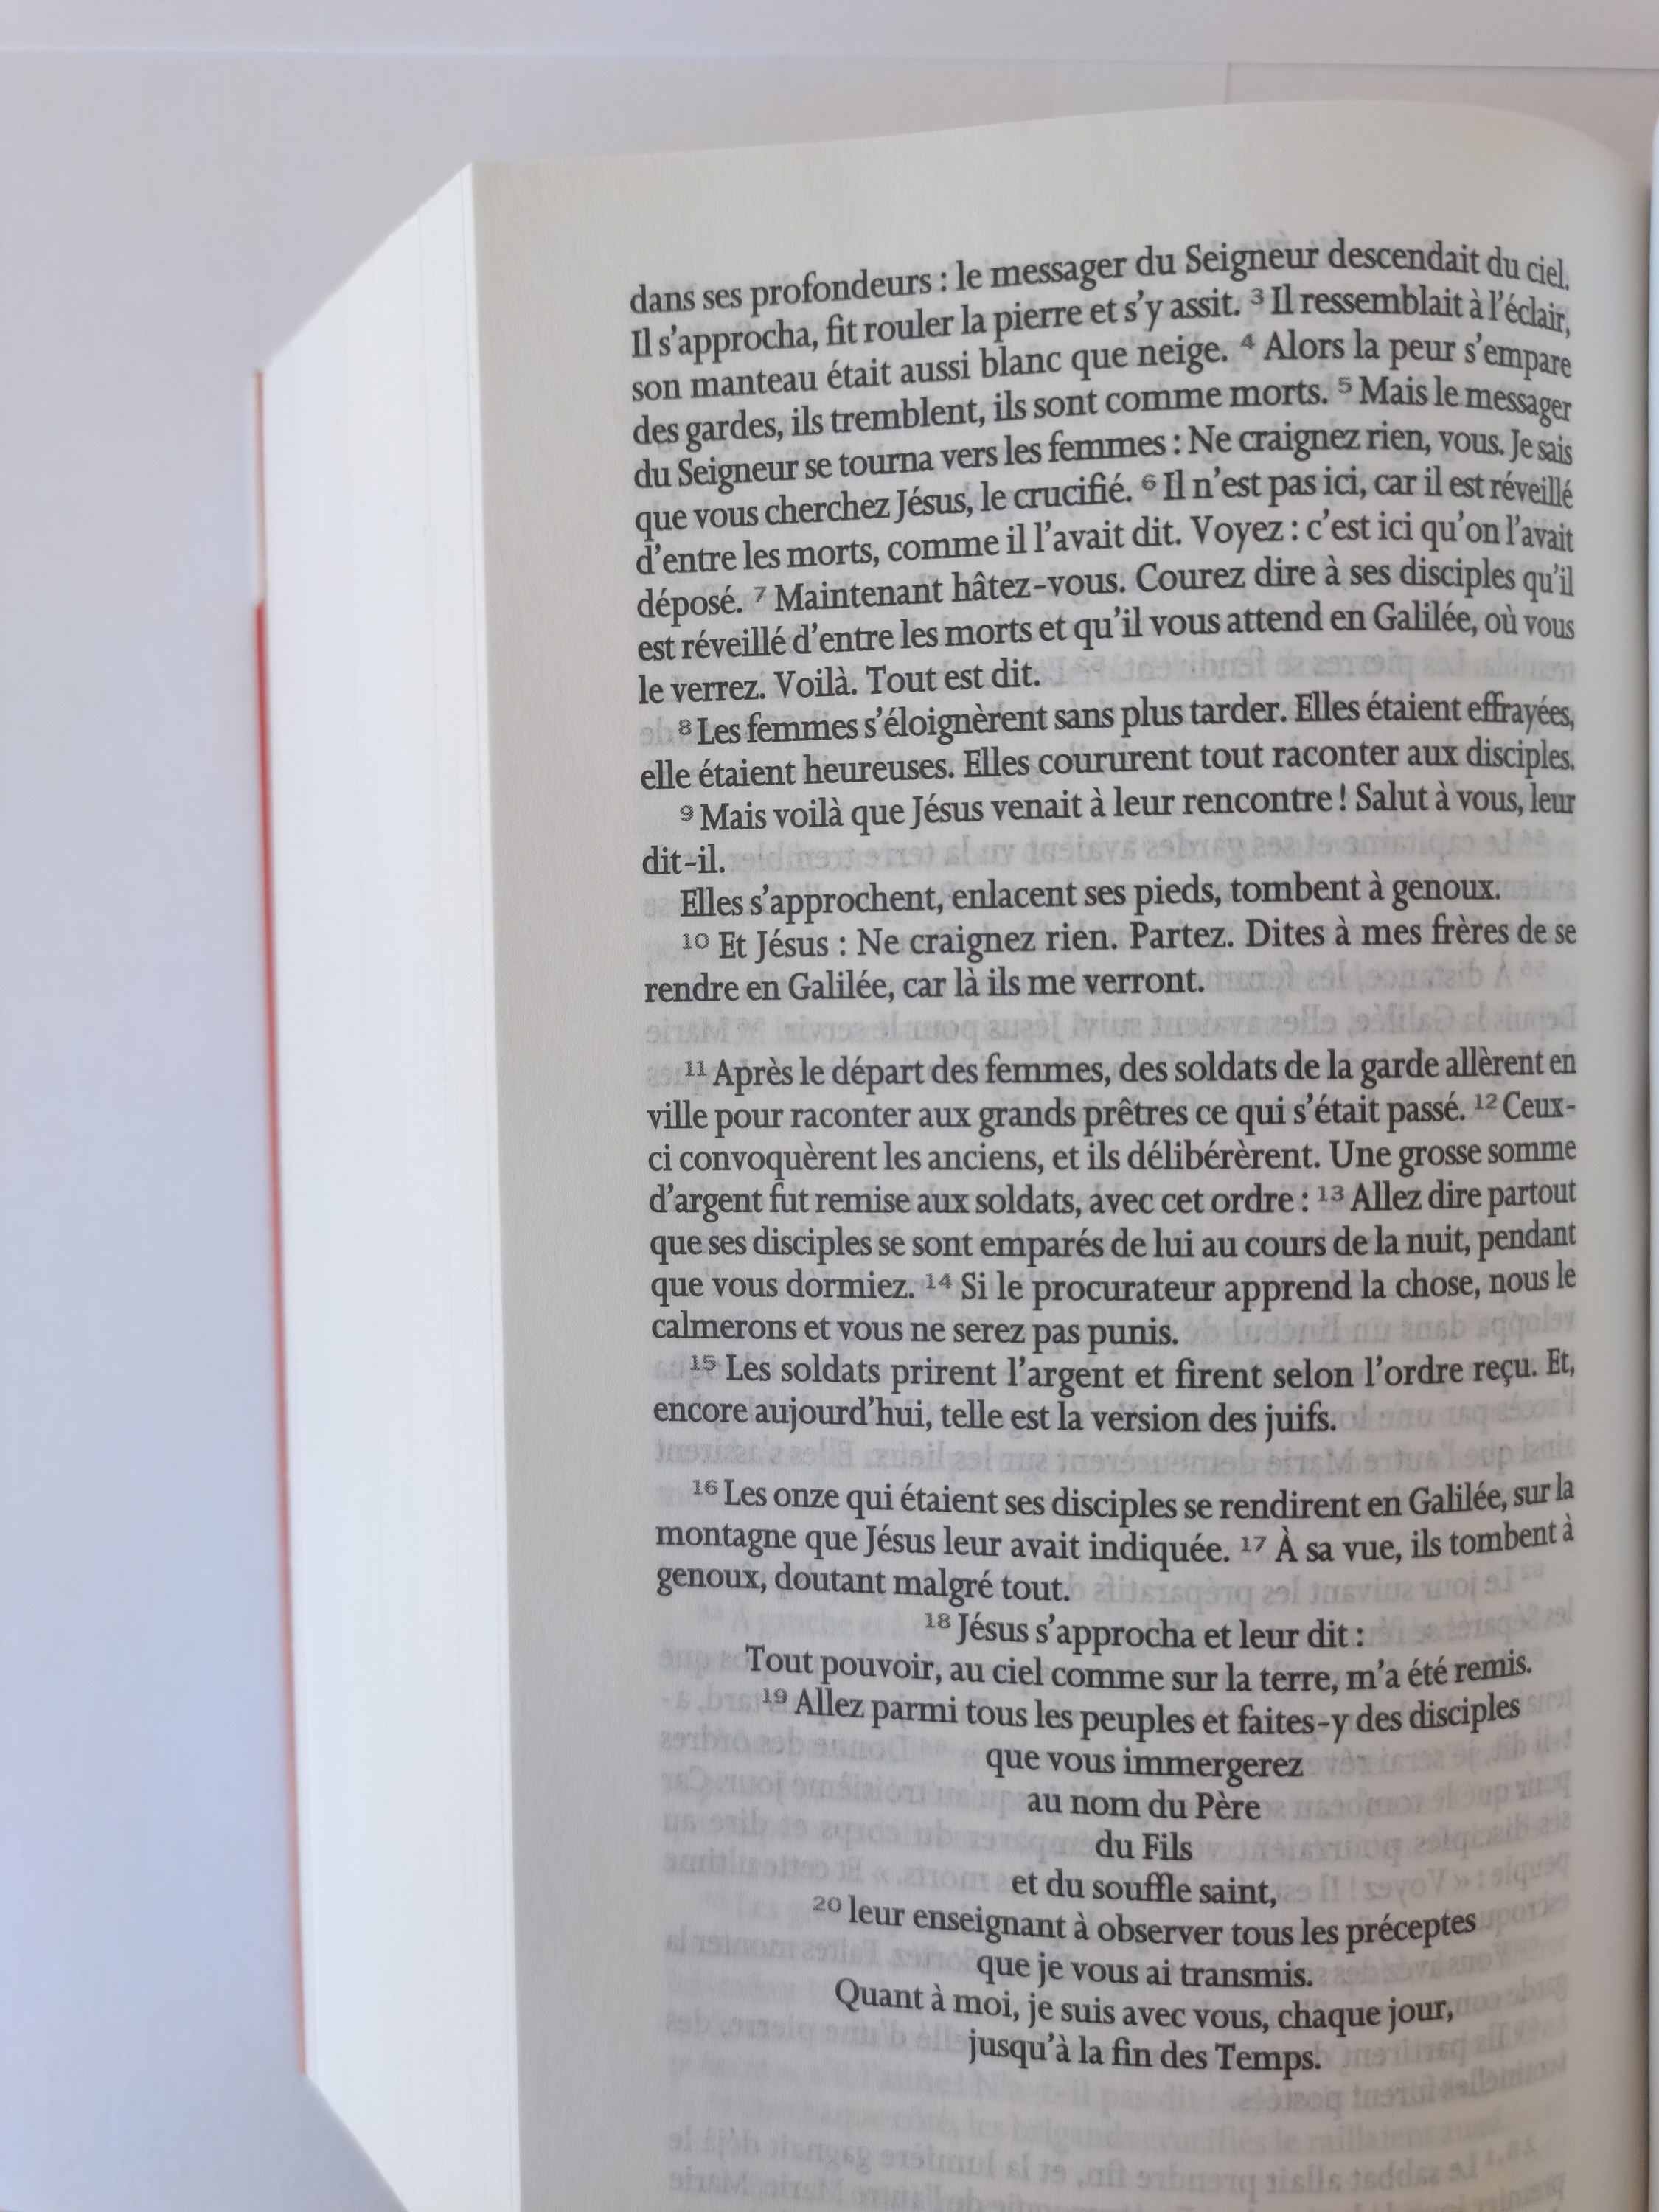 dans ses profondeurs : le messager du Seigneur descendait du ciel.
Il s’approcha, fit rouler la pierre et s’y assit. ³ Il ressemblait à l’éclair,
son manteau était aussi blanc que neige. ⁴ Alors la peur s’empare
des gardes, ils tremblent, ils sont comme morts. ⁵ Mais le messager
du Seigneur se tourna vers les femmes : Ne craignez rien, vous. Je sais
que vous cherchez Jésus, le crucifié. ⁶ Il n’est pas ici, car il est réveillé
d’entre les morts, comme il l’avait dit. Voyez : c’est ici qu’on l’avait
déposé. ⁷ Maintenant hâtez-vous. Courez dire à ses disciples qu’il
est réveillé d’entre les morts et qu’il vous attend en Galilée, où vous
le verrez. Voilà. Tout est dit.
⁸ Les femmes s’éloignèrent sans plus tarder. Elles étaient effrayées,
elle étaient heureuses. Elles coururent tout raconter aux disciples.
⁹ Mais voilà que Jésus venait à leur rencontre ! Salut à vous, leur
dit-il.
Elles s’approchent, enlacent ses pieds, tombent à genoux.
¹⁰ Et Jésus : Ne craignez rien. Partez. Dites à mes frères de se
rendre en Galilée, car là ils me verront.
¹¹ Après le départ des femmes, des soldats de la garde allèrent en
ville pour raconter aux grands prêtres ce qui s’était passé. ¹² Ceux-
ci convoquèrent les anciens, et ils délibérèrent. Une grosse somme
d’argent fut remise aux soldats, avec cet ordre : ¹³ Allez dire partout
que ses disciples se sont emparés de lui au cours de la nuit, pendant
que vous dormiez. ¹⁴ Si le procurateur apprend la chose, nous le
calmerons et vous ne serez pas punis.
¹⁵ Les soldats prirent l’argent et firent selon l’ordre reçu. Et,
encore aujourd’hui, telle est la version des juifs.
¹⁶ Les onze qui étaient ses disciples se rendirent en Galilée, sur la
montagne que Jésus leur avait indiquée. ¹⁷ À sa vue, ils tombent à
genoux, doutant malgré tout.
¹⁸ Jésus s’approcha et leur dit :
Tout pouvoir, au ciel comme sur la terre, m’a été remis.
¹⁹ Allez parmi tous les peuples et faites-y des disciples
que vous immergerez
au nom du Père
du Fils
et du souffle saint,
²⁰ leur enseignant à observer tous les préceptes
que je vous ai transmis.
Quant à moi, je suis avec vous, chaque jour,
jusqu’à la fin des Temps.